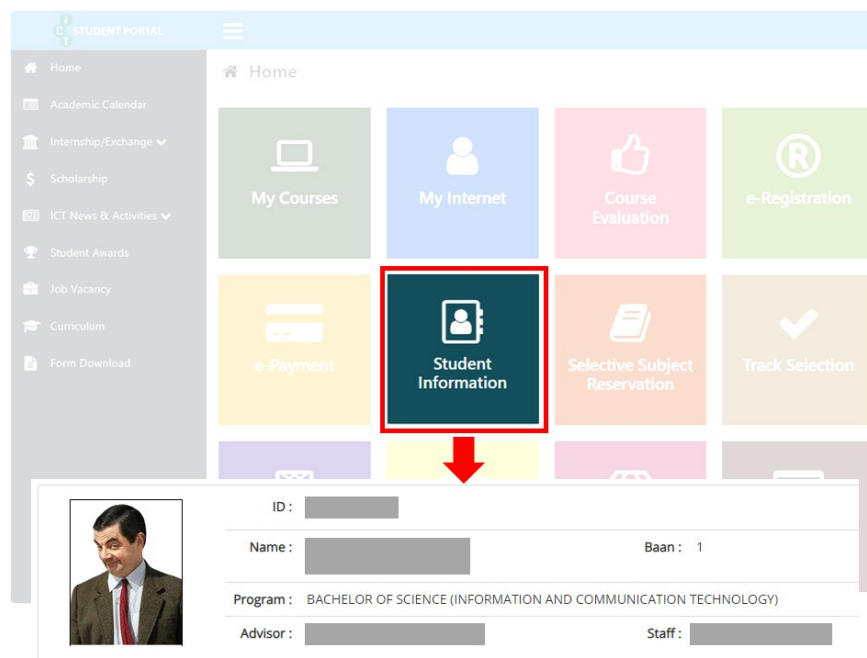 iCT STUDENT PORTAL
Home
Academic Calendar
Internship/Exchange
$ Scholarship
ICT News & Activities
Student Awards
Job Vacancy
Curriculum
Form Download
Home
My Courses
My Internet
Course
Evaluation
R
e-Registration
e-Payment
Student
Information
Selective Subject
Reservation
Track Selection
ID :
Name :
Baan : 1
Program : BACHELOR OF SCIENCE (INFORMATION AND COMMUNICATION TECHNOLOGY)
Advisor :
Staff :